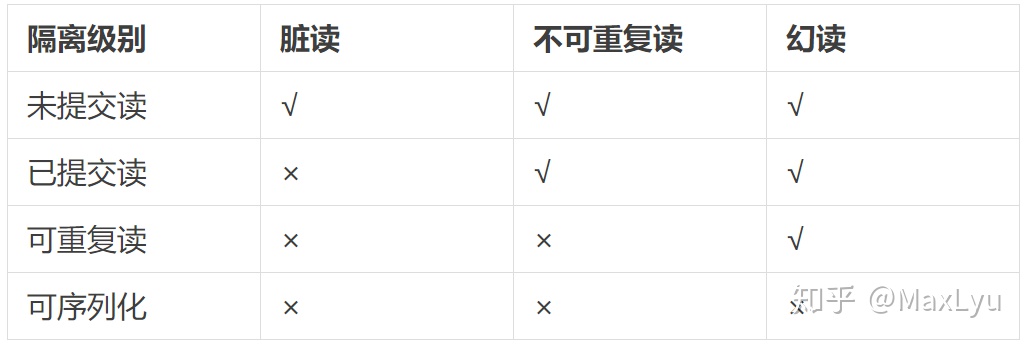 隔离级别 脏读 不可重复读 幻读
未提交读 √ √ √
已提交读 × √ √
可重复读 × × √
可序列化 × × ×
知乎 @MaxLyu